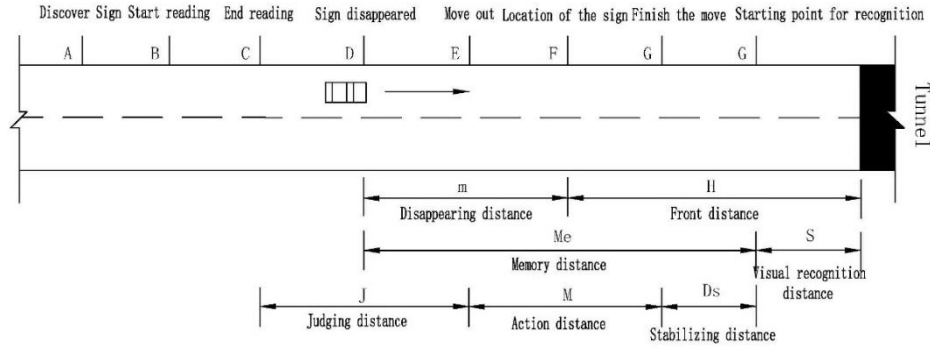 Discover Sign Start reading End reading Sign disappeared Move out Location of the sign Finish the move Starting point for recognition
A B C D E F G G
Tunnel
m H
Disappearing distance Front distance
Me S
Memory distance Visual recognition
distance
J M Ds
Judging distance Action distance Stabilizing distance